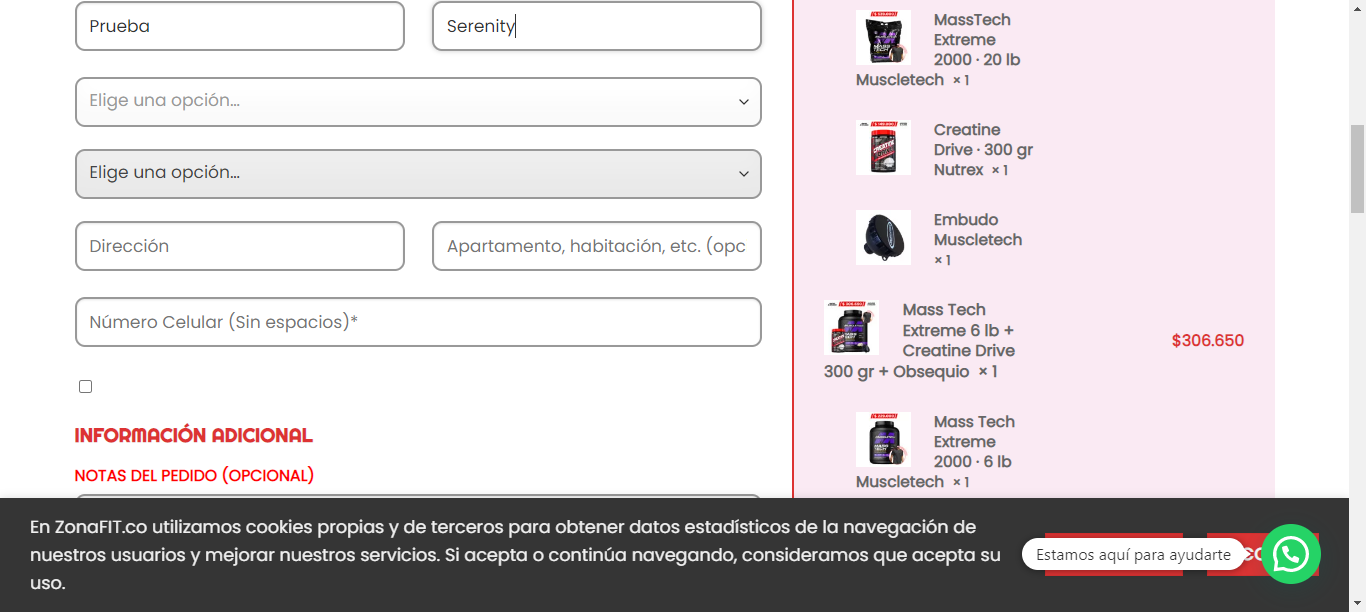 Prueba
Serenity
Elige una opción...
Elige una opción...
Dirección
Apartamento, habitación, etc. (opc
Número Celular (Sin espacios)*
INFORMACIÓN ADICIONAL
NOTAS DEL PEDIDO (OPCIONAL)
MassTech
Extreme
2000 · 20 lb
Muscletech × 1
Creatine
Drive · 300 gr
Nutrex × 1
Embudo
Muscletech
× 1
Mass Tech
Extreme 6 lb +
Creatine Drive
300 gr + Obsequio × 1
$306.650
Mass Tech
Extreme
2000 · 6 lb
Muscletech × 1
En ZonaFIT.co utilizamos cookies propias y de terceros para obtener datos estadísticos de la navegación de
nuestros usuarios y mejorar nuestros servicios. Si acepta o continúa navegando, consideramos que acepta su
uso.
Estamos aquí para ayudarte